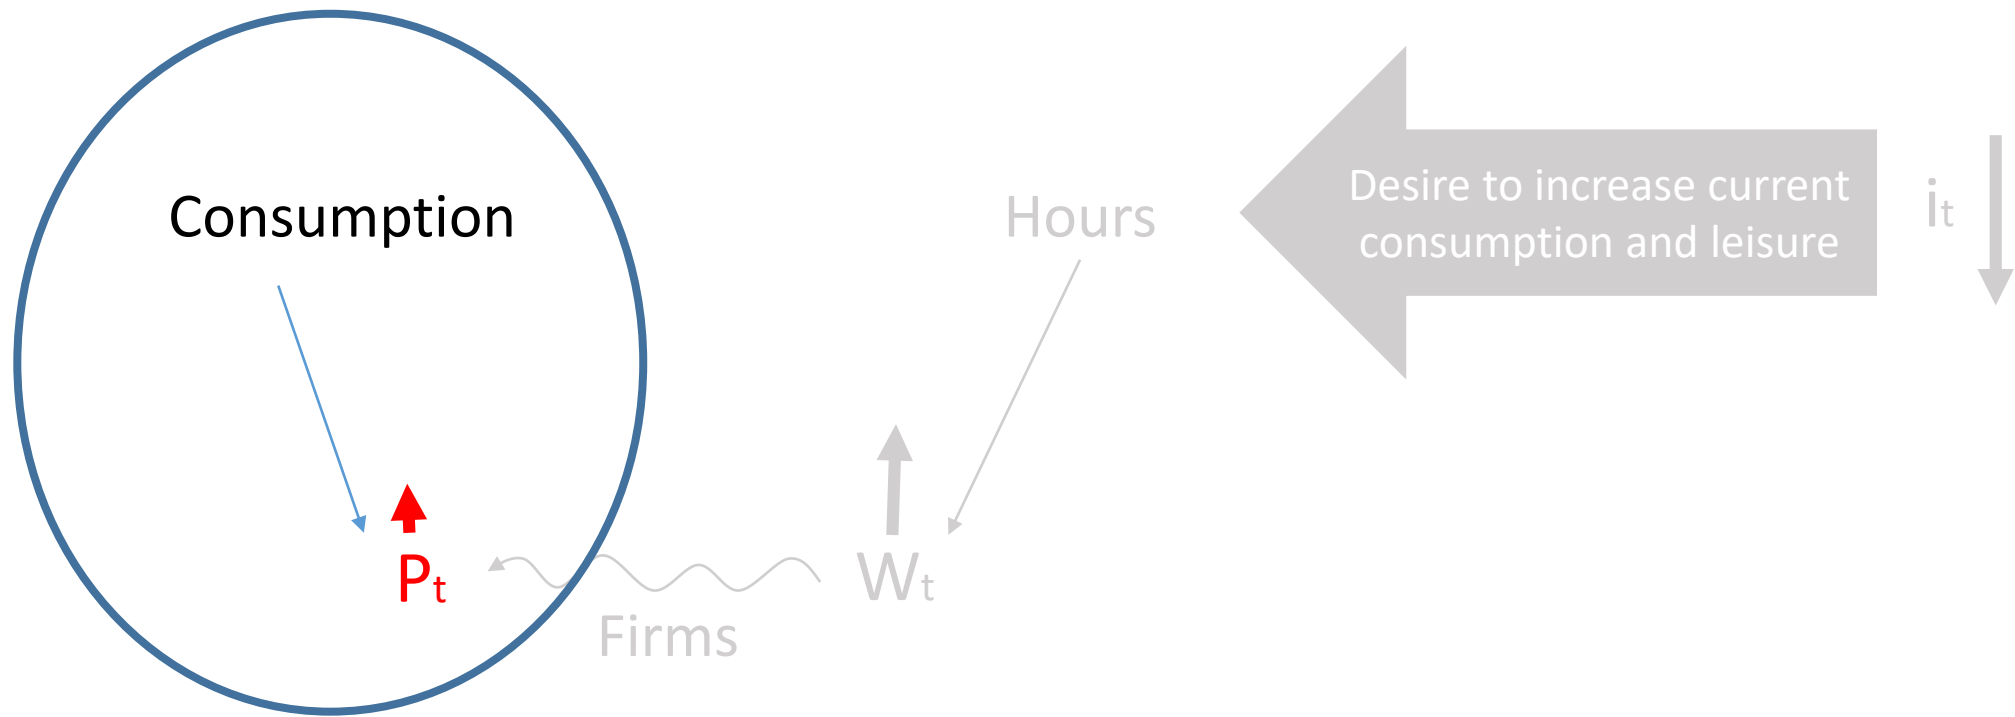 Consumption
Hours
Desire to increase current
consumption and leisure
it
Pt
Wt
Firms